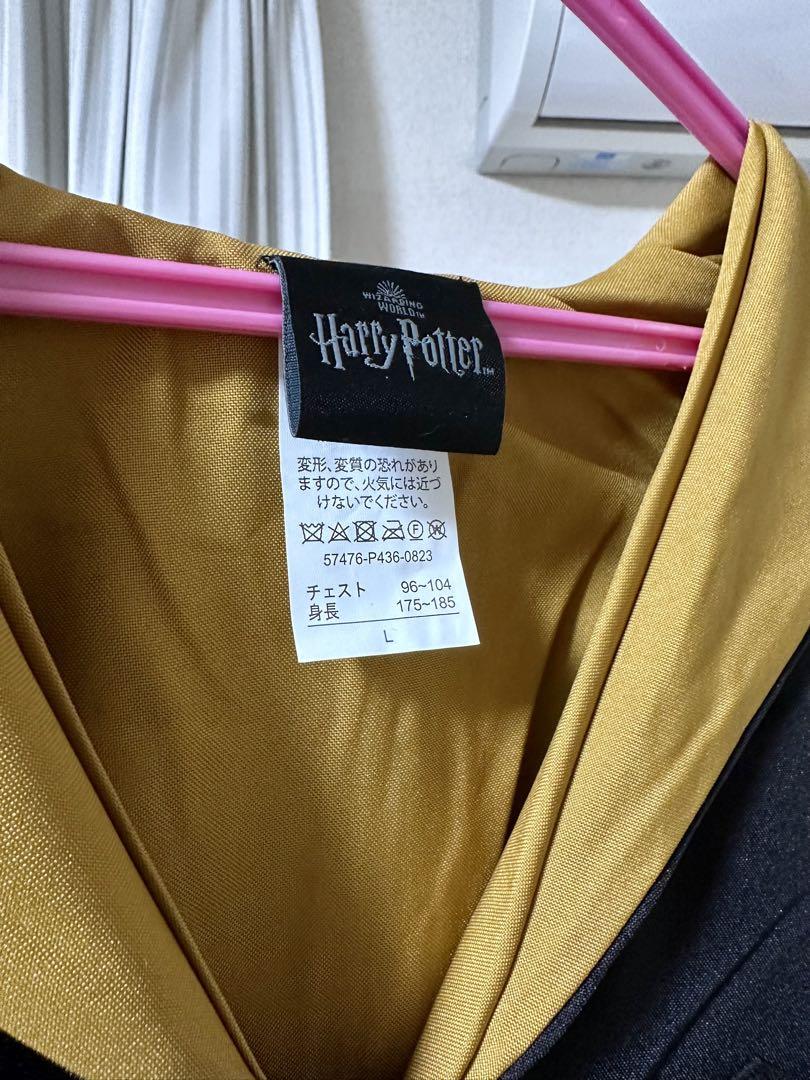 WIZARDING
WORLD™
Harry Potter™
変形、変質の恐れがあり
ますので、火気には近づ
けないでください。
F
W
57476-P436-0823
チェスト 96~104
身長 175~185
L